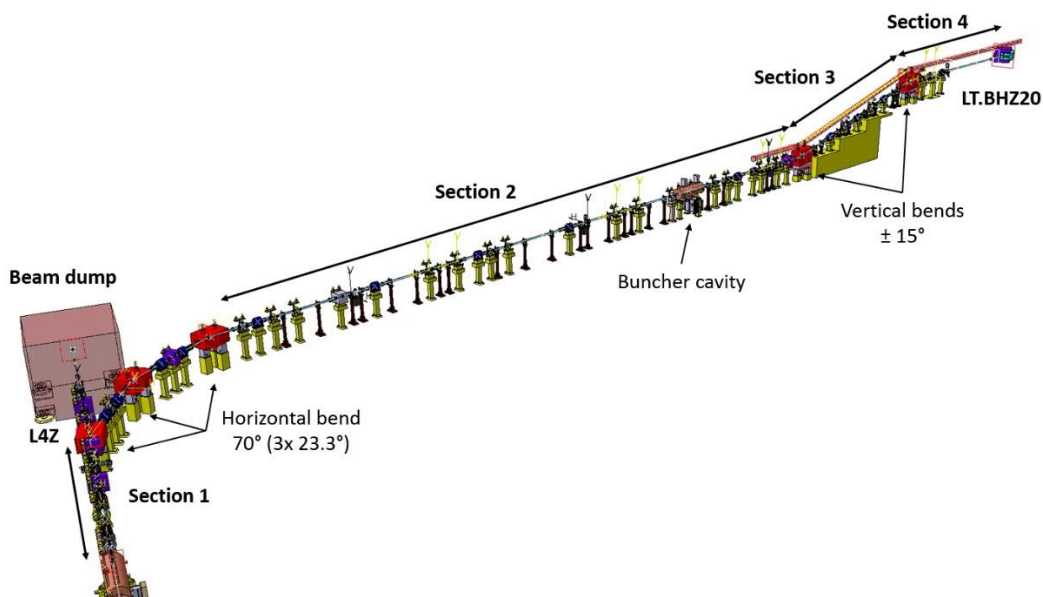 Section 4
Section 3
LT.BHZ20
Section 2
Vertical bends
± 15°
Buncher cavity
Beam dump
Horizontal bend
70° (3x 23.3°)
L4Z
Section 1